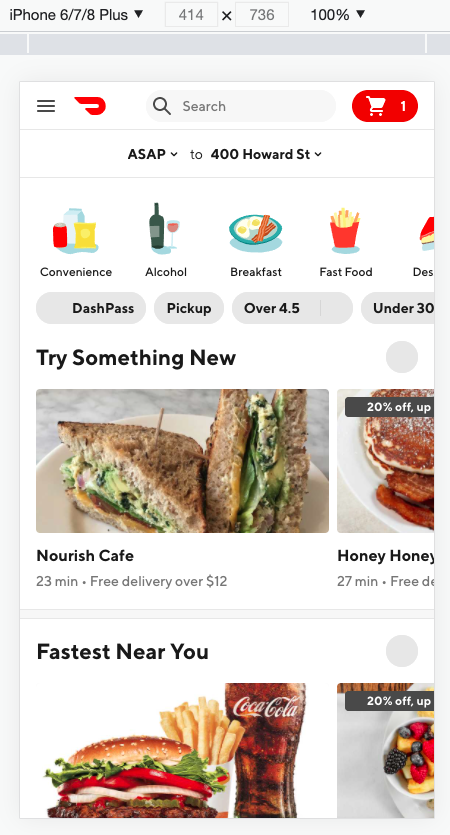 iPhone 6/7/8 Plus ▼ 414 × 736 100% ▼
Search 1
ASAP to 400 Howard St
Convenience Alcohol Breakfast Fast Food Des
DashPass Pickup Over 4.5 Under 30
Try Something New
20% off, up
Nourish Cafe Honey Honey
23 min • Free delivery over $12 27 min • Free de
Fastest Near You
20% off, up
Coca-Cola